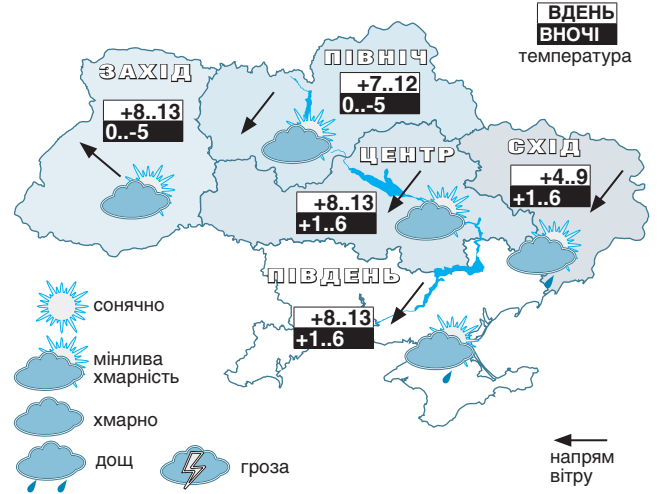 ВДЕНЬ
ВНОЧІ
температура
ЗАХІД
+8..13
0..-5
ПІВНІЧ
+7..12
0..-5
ЦЕНТР
+8..13
+1..6
СХІД
+4..9
+1..6
ПІВДЕНЬ
+8..13
+1..6
сонячно
мінлива
хмарність
хмарно
дощ
гроза
напрям
вітру